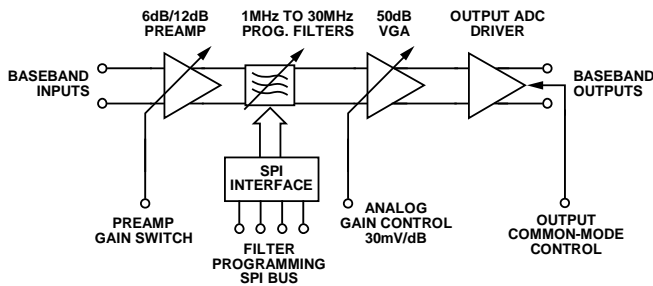 6dB/12dB
PREAMP
1MHz TO 30MHz
PROG. FILTERS
50dB
VGA
OUTPUT ADC
DRIVER
BASEBAND
INPUTS
BASEBAND
OUTPUTS
SPI
INTERFACE
PREAMP
GAIN SWITCH
FILTER
PROGRAMMING
SPI BUS
ANALOG
GAIN CONTROL
30mV/dB
OUTPUT
COMMON-MODE
CONTROL